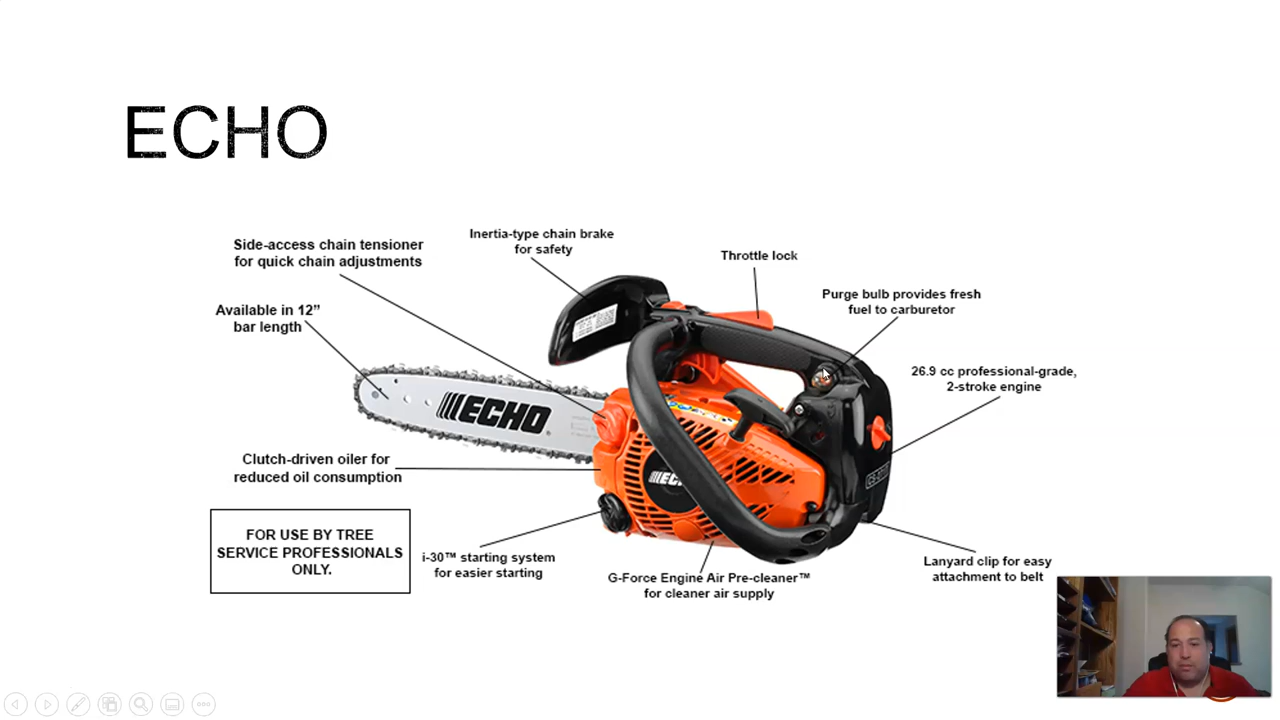 ECHO
Side-access chain tensioner
for quick chain adjustments
Inertia-type chain brake
for safety
Throttle lock
Purge bulb provides fresh
fuel to carburetor
Available in 12”
bar length
26.9 cc professional-grade,
2-stroke engine
ECHO
Clutch-driven oiler for
reduced oil consumption
FOR USE BY TREE
SERVICE PROFESSIONALS
ONLY.
i-30™ starting system
for easier starting
G-Force Engine Air Pre-cleaner™
for cleaner air supply
Lanyard clip for easy
attachment to belt